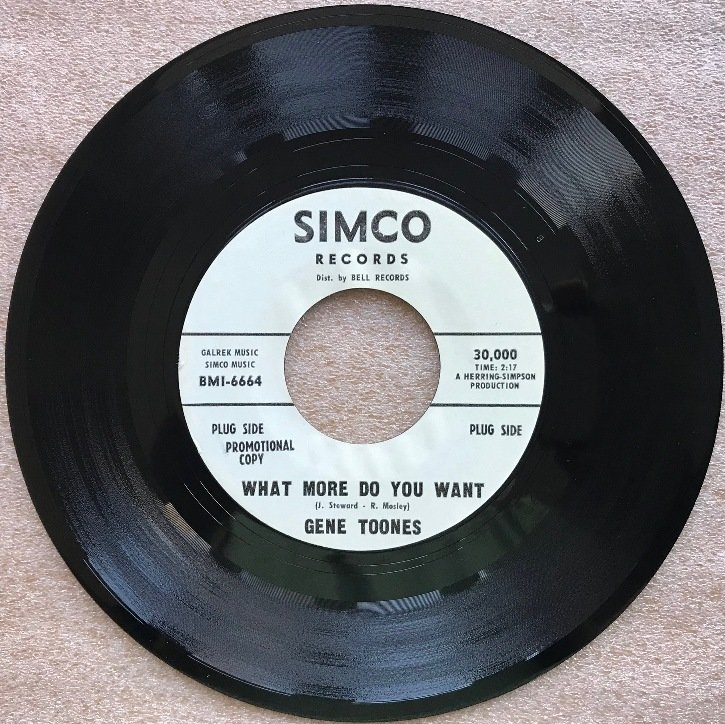 SIMCO
RECORDS
Dist. by BELL RECORDS
GALREK MUSIC
SIMCO MUSIC
BMI-6664
30,000
TIME: 2:17
A HERRING-SIMPSON
PRODUCTION
PLUG SIDE
PROMOTIONAL
COPY
PLUG SIDE
WHAT MORE DO YOU WANT
(J. Steward - R. Mosley)
GENE TOONES